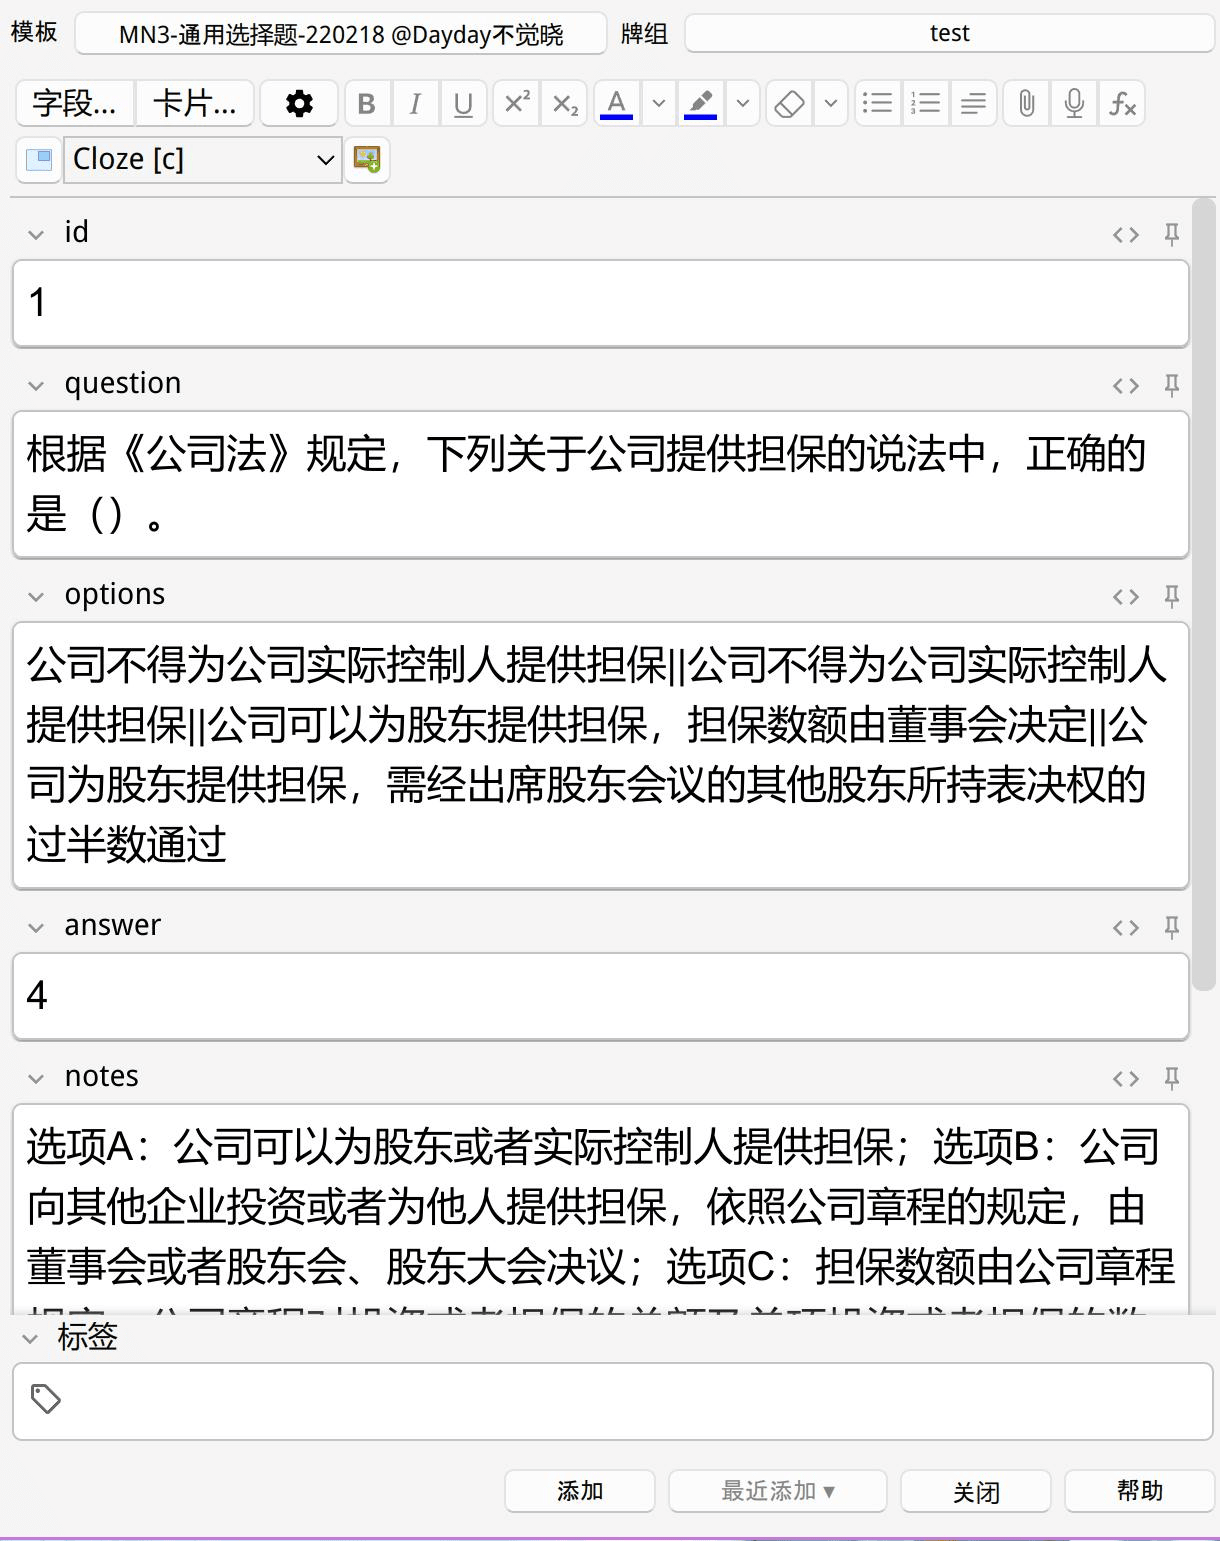 模板 MN3-通用选择题-220218 @Dayday不觉晓 牌组 test
字段... 卡片... B I U X² X₂ A fx
Cloze [c]
id
1
question
根据《公司法》规定，下列关于公司提供担保的说法中，正确的
是（）。
options
公司不得为公司实际控制人提供担保||公司不得为公司实际控制人
提供担保||公司可以为股东提供担保，担保数额由董事会决定||公
司为股东提供担保，需经出席股东会议的其他股东所持表决权的
过半数通过
answer
4
notes
选项A：公司可以为股东或者实际控制人提供担保；选项B：公司
向其他企业投资或者为他人提供担保，依照公司章程的规定，由
董事会或者股东会、股东大会决议；选项C：担保数额由公司章程
标签
添加 最近添加 ▾ 关闭 帮助